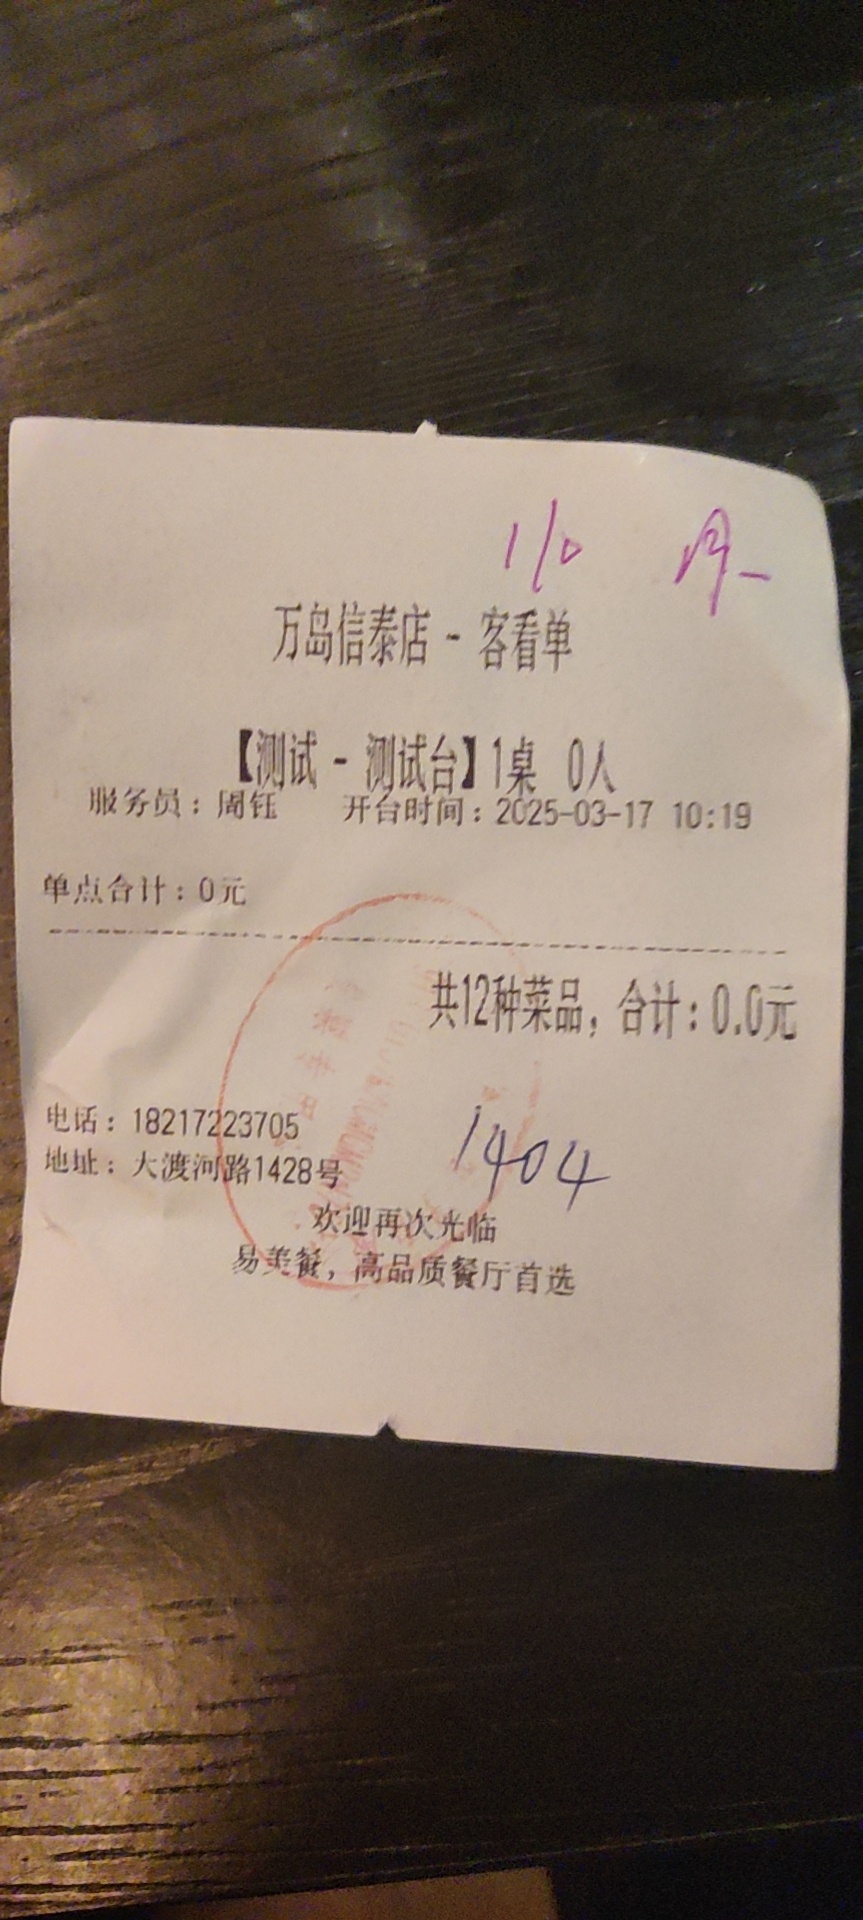 1/0
万岛信泰店 - 客看单
【测试 - 测试台】1桌 0人
服务员：周钰 开台时间：2025-03-17 10:19
单点合计：0元
共12种菜品，合计：0.0元
电话：18217223705
1404
地址：大渡河路1428号
欢迎再次光临
易美餐，高品质餐厅首选